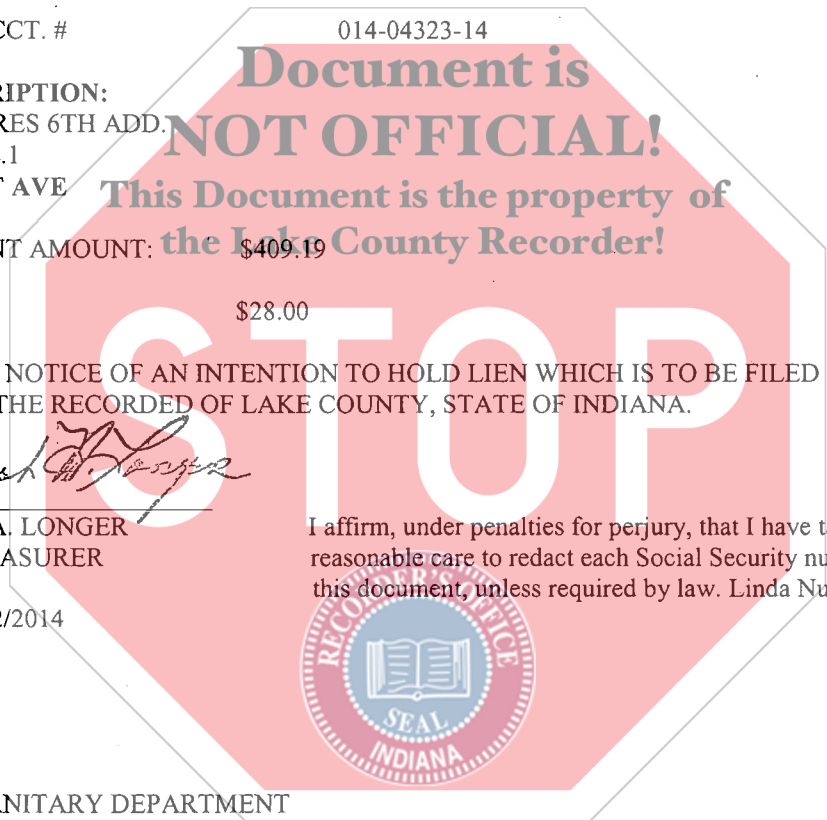 CCT. # 014-04323-14
Document is
RIPTION:
RES 6TH ADD.
NOT OFFICIAL!
.1
T AVE
This Document is the property of
NT AMOUNT: $409.19
the Lake County Recorder!
$28.00
STOP
NOTICE OF AN INTENTION TO HOLD LIEN WHICH IS TO BE FILED
THE RECORDED OF LAKE COUNTY, STATE OF INDIANA.
A. LONGER
I affirm, under penalties for perjury, that I have t
ASURER
reasonable care to redact each Social Security nu
this document, unless required by law. Linda Nu
2/2014
RECORDER'S OFFICE
SEAL
INDIANA
NITARY DEPARTMENT